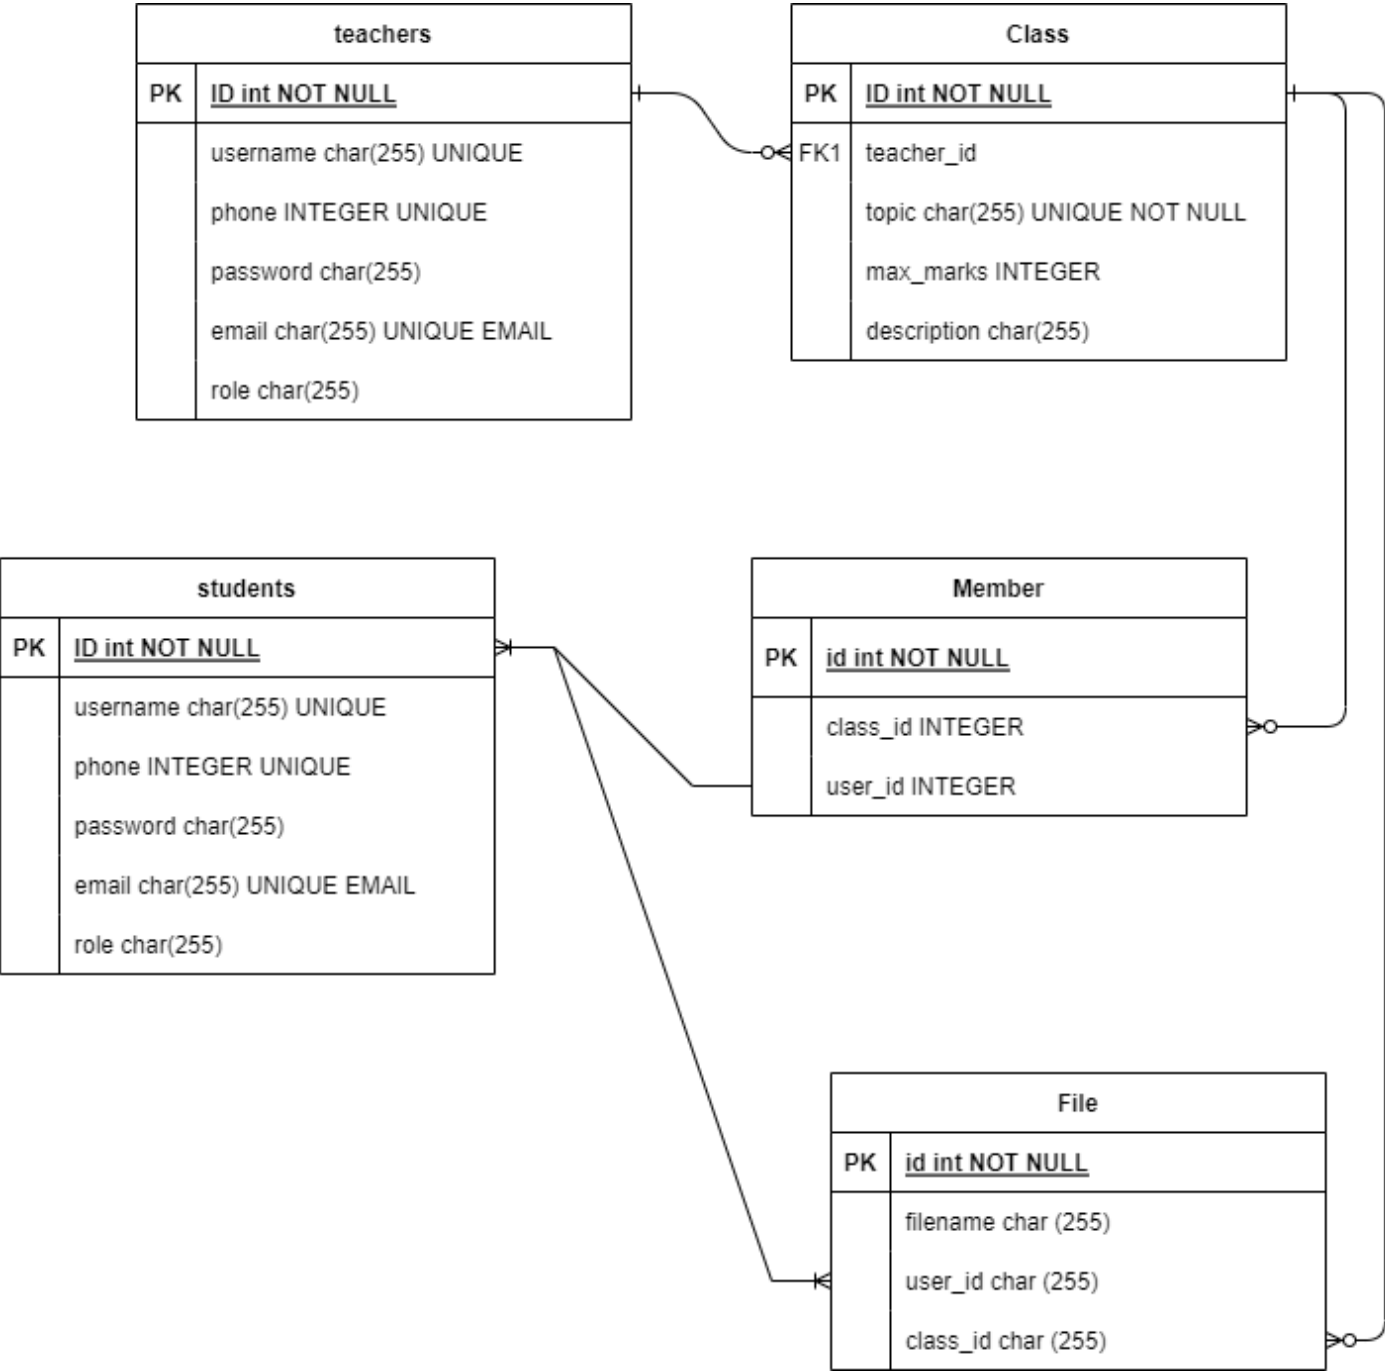 teachers
PK ID int NOT NULL
username char(255) UNIQUE
phone INTEGER UNIQUE
password char(255)
email char(255) UNIQUE EMAIL
role char(255)
Class
PK ID int NOT NULL
FK1 teacher_id
topic char(255) UNIQUE NOT NULL
max_marks INTEGER
description char(255)
students
PK ID int NOT NULL
username char(255) UNIQUE
phone INTEGER UNIQUE
password char(255)
email char(255) UNIQUE EMAIL
role char(255)
Member
PK id int NOT NULL
class_id INTEGER
user_id INTEGER
File
PK id int NOT NULL
filename char (255)
user_id char (255)
class_id char (255)